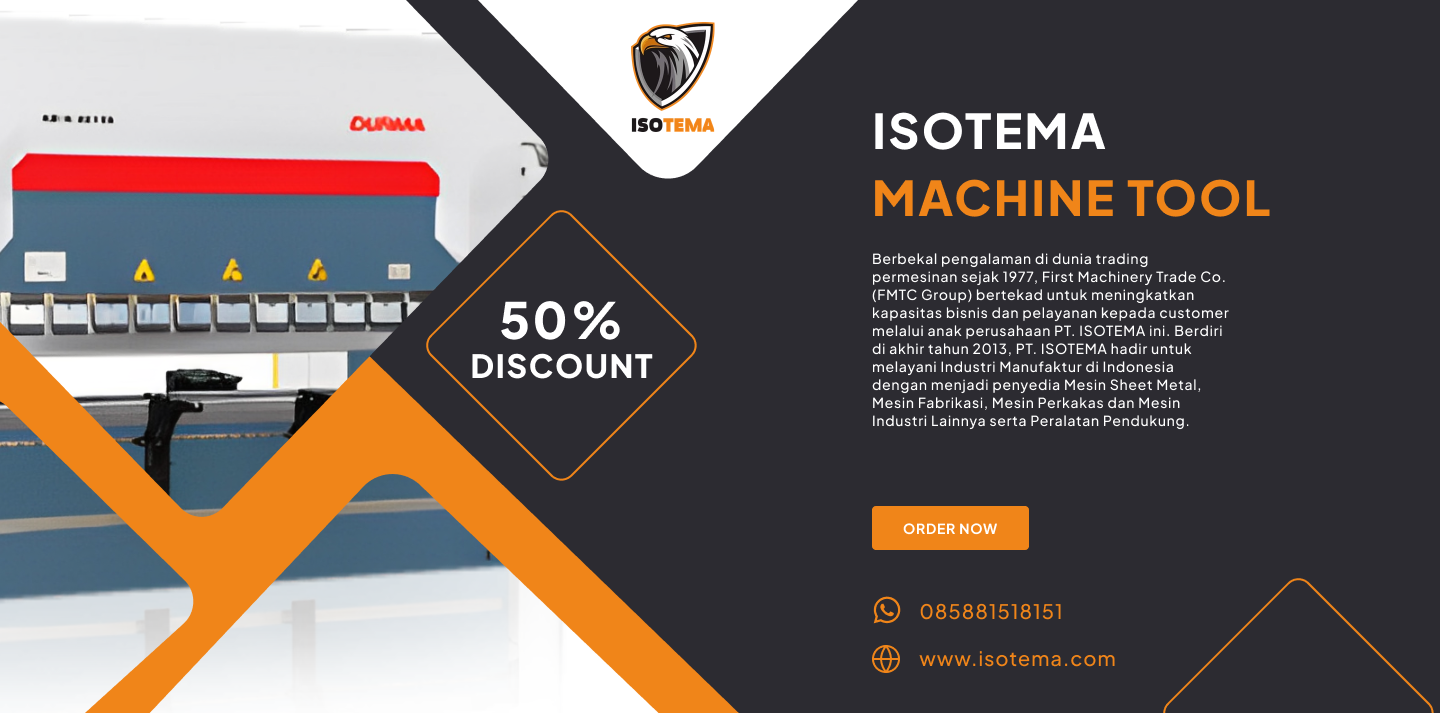 DURMA
ISOTEMA
50%
DISCOUNT
ISOTEMA
MACHINE TOOL
Berbekal pengalaman di dunia trading
permesinan sejak 1977, First Machinery Trade Co.
(FMTC Group) bertekad untuk meningkatkan
kapasitas bisnis dan pelayanan kepada customer
melalui anak perusahaan PT. ISOTEMA ini. Berdiri
di akhir tahun 2013, PT. ISOTEMA hadir untuk
melayani Industri Manufaktur di Indonesia
dengan menjadi penyedia Mesin Sheet Metal,
Mesin Fabrikasi, Mesin Perkakas dan Mesin
Industri Lainnya serta Peralatan Pendukung.
ORDER NOW
085881518151
www.isotema.com